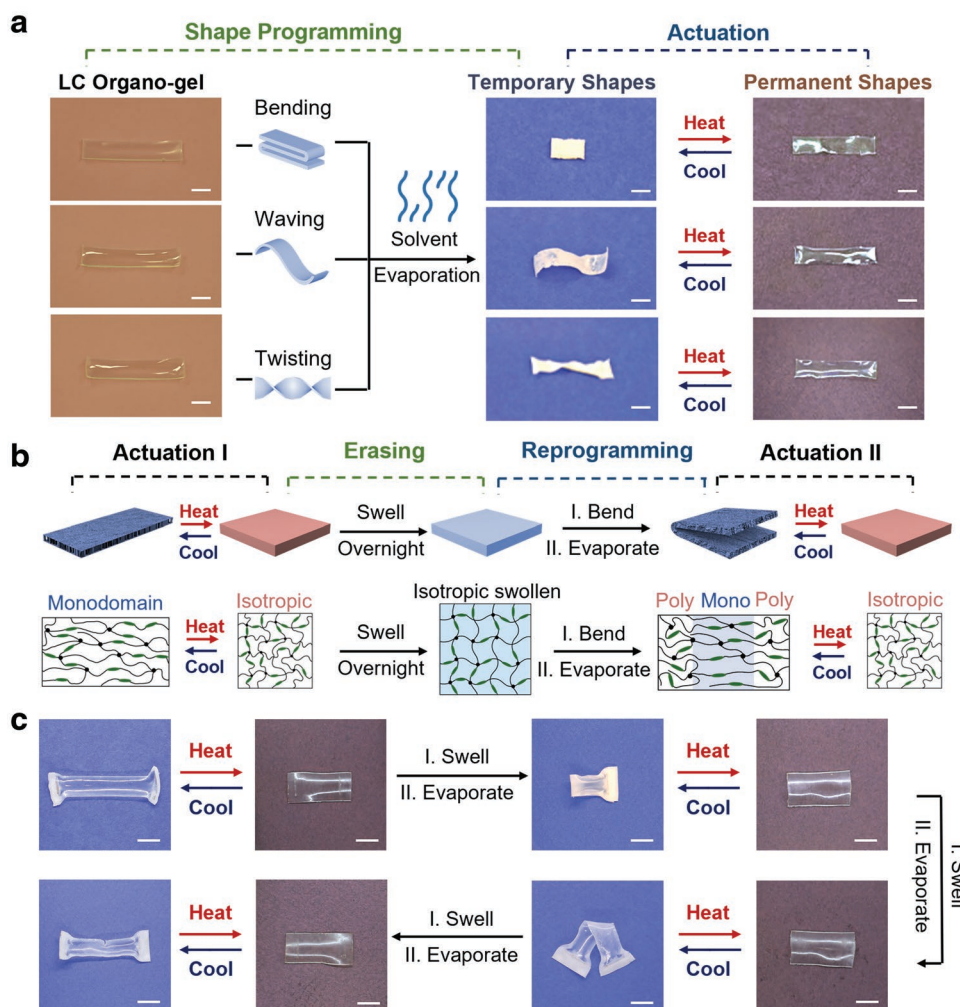 a
Shape Programming
Actuation
LC Organo-gel
Temporary Shapes
Permanent Shapes
Bending
Waving
Twisting
Solvent
Evaporation
Heat
Cool
Heat
Cool
Heat
Cool
b
Actuation I
Erasing
Reprogramming
Actuation II
Heat
Cool
Swell
Overnight
I. Bend
II. Evaporate
Heat
Cool
Monodomain
Isotropic
Isotropic swollen
Poly Mono Poly
Isotropic
Heat
Cool
Swell
Overnight
I. Bend
II. Evaporate
Heat
Cool
c
Heat
Cool
I. Swell
II. Evaporate
Heat
Cool
I. Swell
II. Evaporate
Heat
Cool
I. Swell
II. Evaporate
Heat
Cool